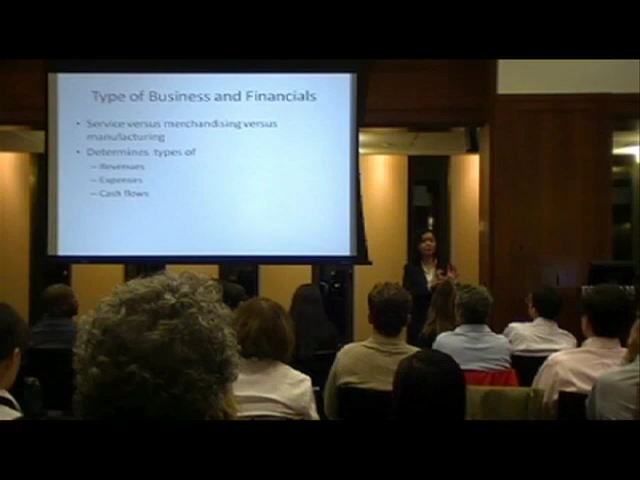 Type of Business and Financials
• Service versus merchandising versus
manufacturing
• Determines types of
– Revenues
– Expenses
– Cash flows